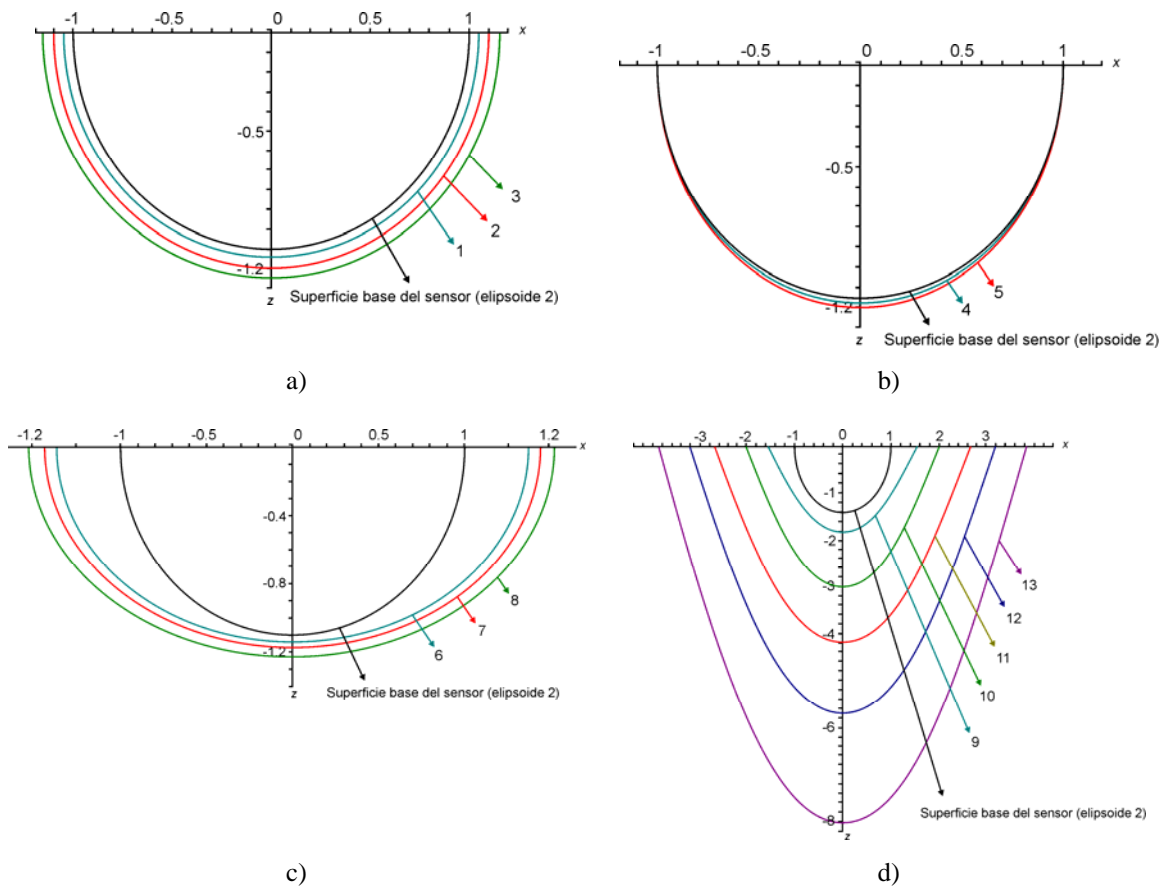 -1 -0.5 0 0.5 1 x
-0.5
3
2
1
-1.2
z
Superficie base del sensor (elipsoide 2)
a)
-1 -0.5 0 0.5 1 x
-0.5
5
4
-1.2
z
Superficie base del sensor (elipsoide 2)
b)
-1.2 -1 -0.5 0 0.5 1 1.2 x
-0.4
-0.8
8
7
6
-1.2
z
Superficie base del sensor (elipsoide 2)
c)
-3 -2 -1 0 1 2 3 x
-1
-2
-3
13
12
-4
11
10
9
-6
-8
z
Superficie base del sensor (elipsoide 2)
d)